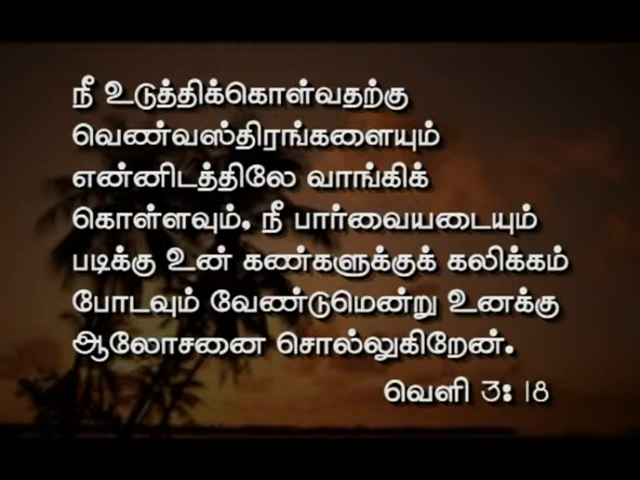 நீ உடுத்திக்கொள்வதற்கு
வெண்வஸ்திரங்களையும்
என்னிடத்திலே வாங்கிக்
கொள்ளவும், நீ பார்வையடையும்
படிக்கு உன் கண்களுக்குக் கலிக்கம்
போடவும் வேண்டுமென்று உனக்கு
ஆலோசனை சொல்லுகிறேன்.
வெளி 3: 18